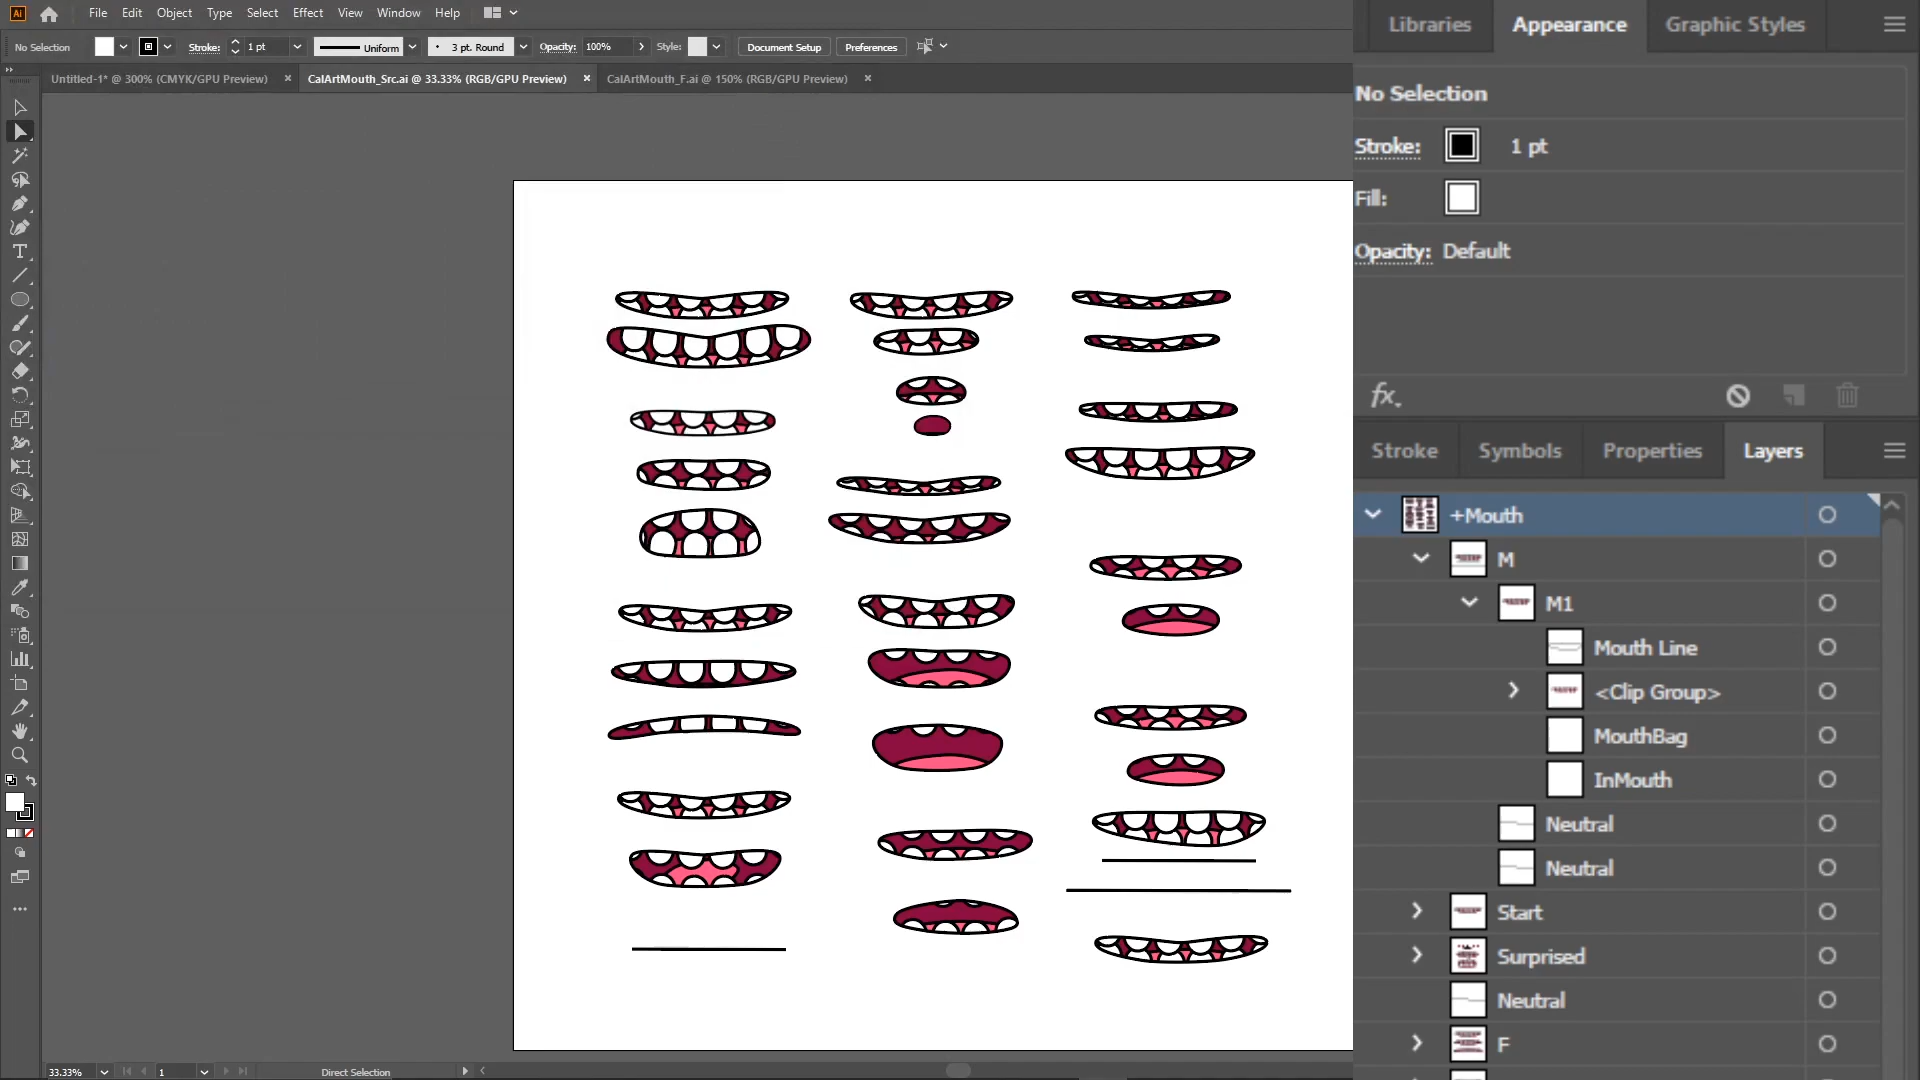 Ai File Edit Object Type Select Effect View Window Help
No Selection Stroke: 1 pt Uniform 3 pt. Round Opacity: 100% Style: Document Setup Preferences
Untitled-1* @ 300% (CMYK/GPU Preview) × CalArtMouth_Src.ai @ 33.33% (RGB/GPU Preview) × CalArtMouth_F.ai @ 150% (RGB/GPU Preview) ×
Libraries Appearance Graphic Styles
No Selection
Stroke: 1 pt
Fill:
Opacity: Default
fx.
Stroke Symbols Properties Layers
+Mouth
M
M1
Mouth Line
<Clip Group>
MouthBag
InMouth
Neutral
Neutral
Start
Surprised
Neutral
F
33.33% 1 Direct Selection